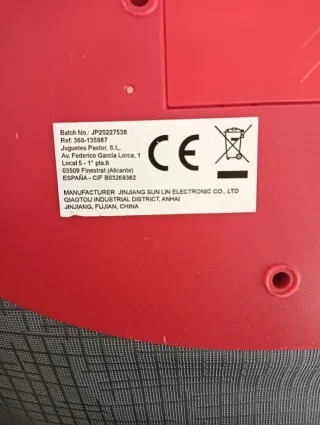 Batch No.: JP20227538
Ref: 369-135987
Juguetes Pastor, S.L.
Av, Federico García Lorca, 1
Local 5 - 1° pta.6
03509 Finestrat (Alicante)
ESPAÑA - CIF B03269362
CE
MANUFACTURER JINJIANG SUN LIN ELECTRONIC CO., LTD
QIAOTOU INDUSTRIAL DISTRICT, ANHAI
JINJIANG, FUJIAN, CHINA